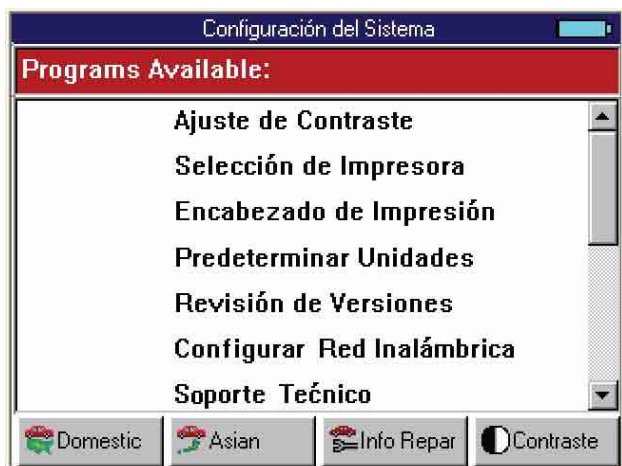 Configuración del Sistema
Programs Available:
Ajuste de Contraste
Selección de Impresora
Encabezado de Impresión
Predeterminar Unidades
Revisión de Versiones
Configurar Red Inalámbrica
Soporte Tećnico
Domestic Asian Info Repar Contraste